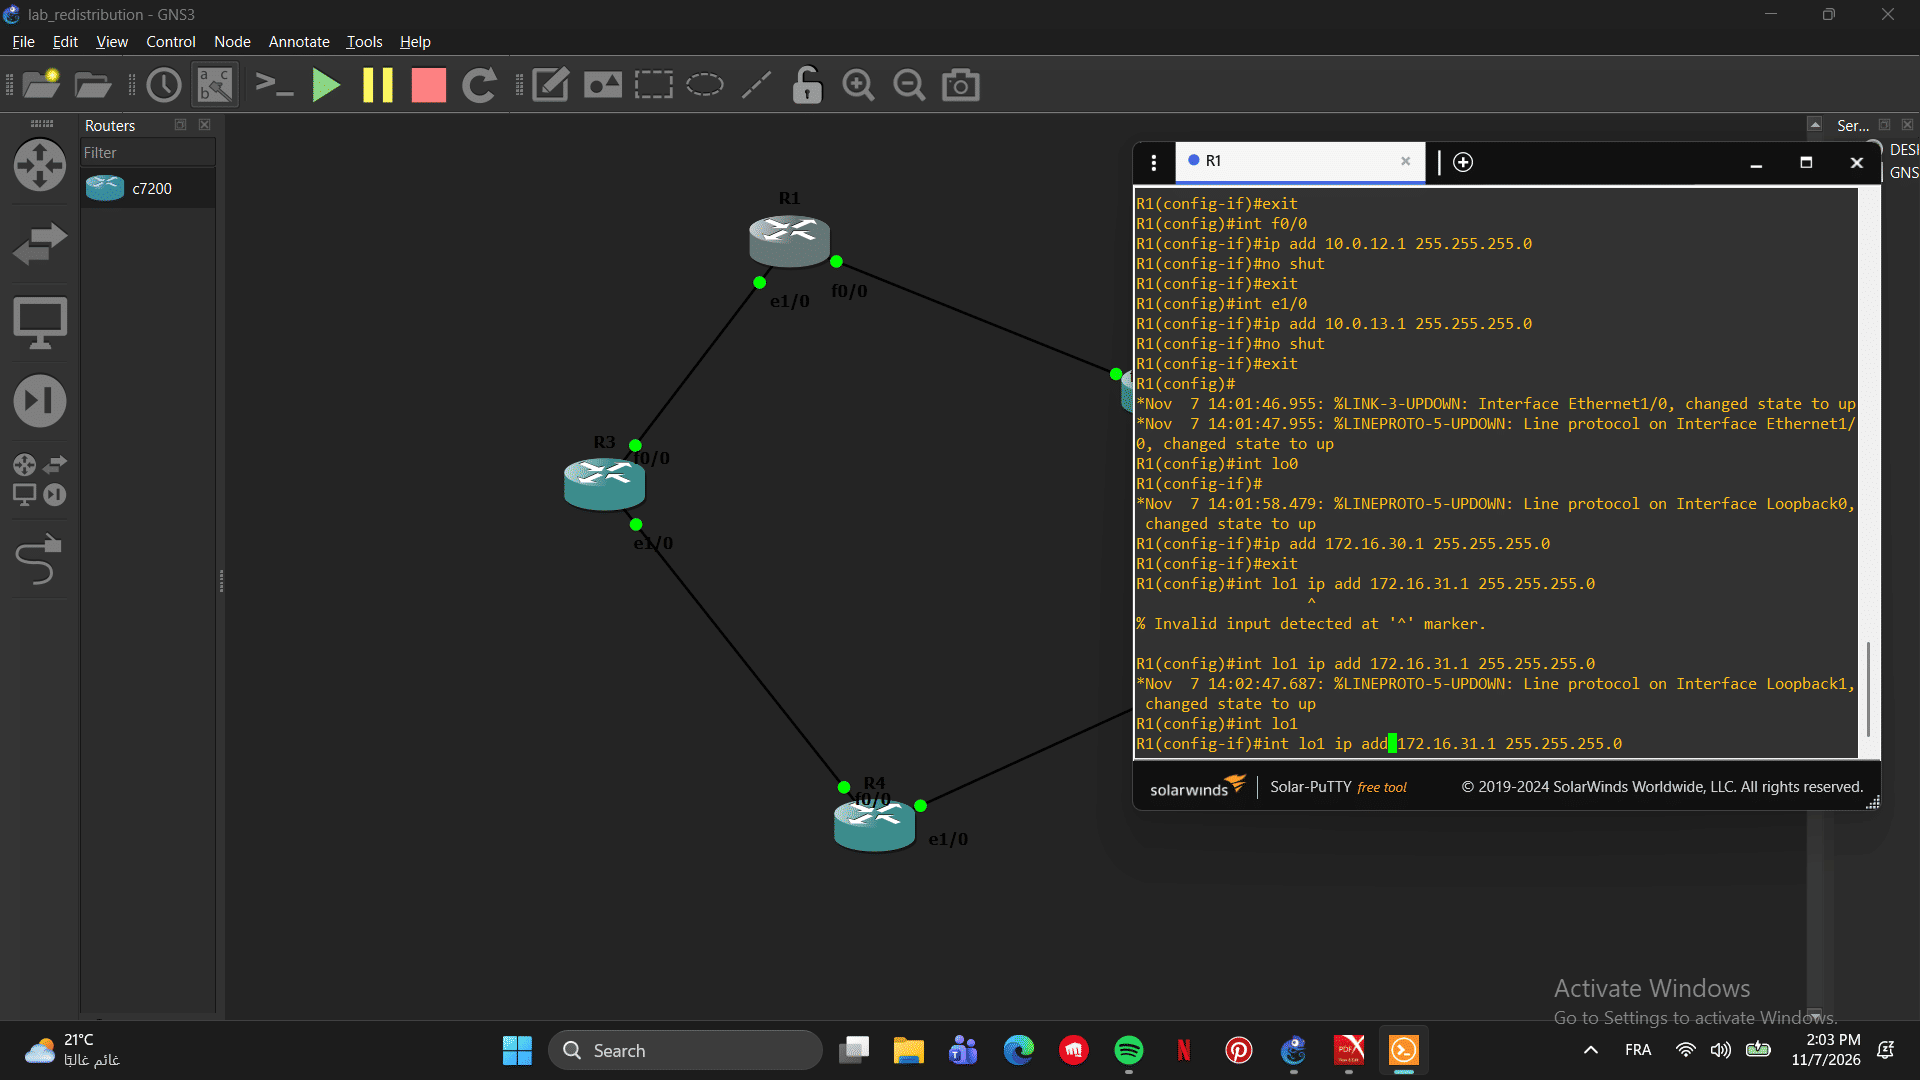 lab_redistribution - GNS3
File Edit View Control Node Annotate Tools Help
Routers
Filter
c7200
R1
e1/0
f0/0
R3
f0/0
e1/0
R4
f0/0
e1/0
Ser...
DESI
GNS
R1
R1(config-if)#exit
R1(config)#int f0/0
R1(config-if)#ip add 10.0.12.1 255.255.255.0
R1(config-if)#no shut
R1(config-if)#exit
R1(config)#int e1/0
R1(config-if)#ip add 10.0.13.1 255.255.255.0
R1(config-if)#no shut
R1(config-if)#exit
R1(config)#
*Nov  7 14:01:46.955: %LINK-3-UPDOWN: Interface Ethernet1/0, changed state to up
*Nov  7 14:01:47.955: %LINEPROTO-5-UPDOWN: Line protocol on Interface Ethernet1/
0, changed state to up
R1(config)#int lo0
R1(config-if)#
*Nov  7 14:01:58.479: %LINEPROTO-5-UPDOWN: Line protocol on Interface Loopback0,
changed state to up
R1(config-if)#ip add 172.16.30.1 255.255.255.0
R1(config-if)#exit
R1(config)#int lo1 ip add 172.16.31.1 255.255.255.0
^
% Invalid input detected at '^' marker.
R1(config)#int lo1 ip add 172.16.31.1 255.255.255.0
*Nov  7 14:02:47.687: %LINEPROTO-5-UPDOWN: Line protocol on Interface Loopback1,
changed state to up
R1(config)#int lo1
R1(config-if)#int lo1 ip add 172.16.31.1 255.255.255.0
solarwinds Solar-PuTTY free tool © 2019-2024 SolarWinds Worldwide, LLC. All rights reserved.
Activate Windows
Go to Settings to activate Windows.
21°C
غائم غالبًا
Search
FRA
2:03 PM
11/7/2026